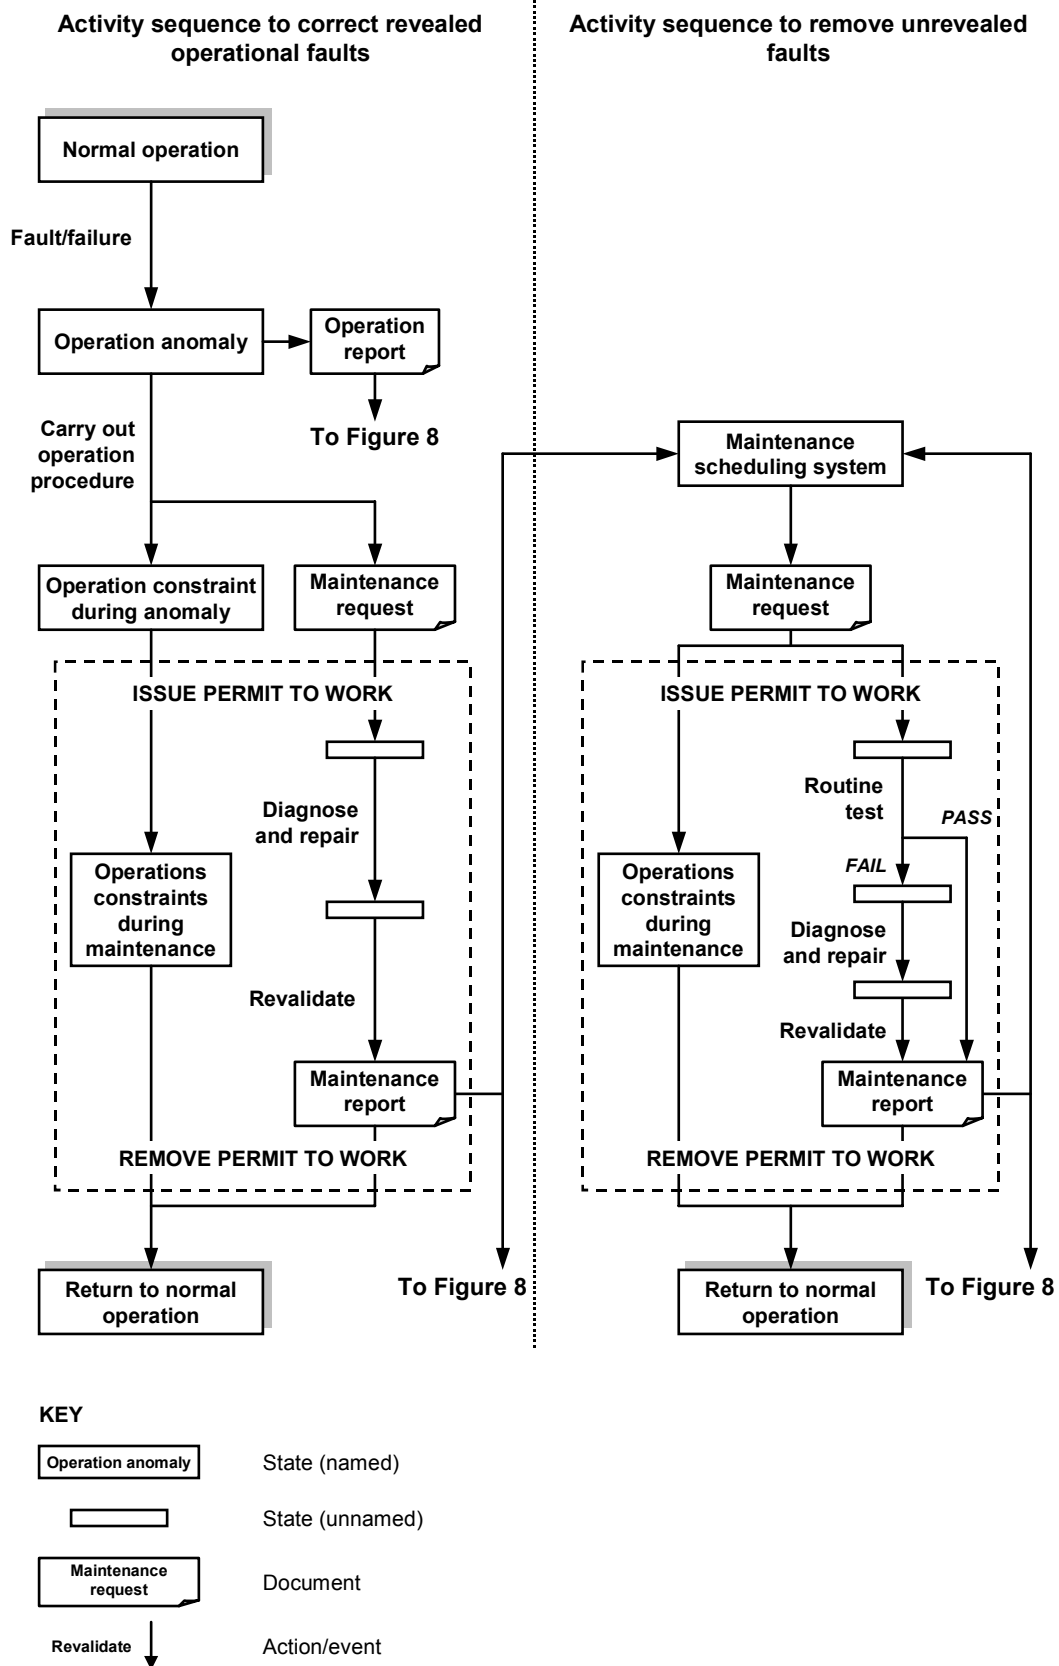 Activity sequence to correct revealed
operational faults
Activity sequence to remove unrevealed
faults
Normal operation
Fault/failure
Operation anomaly
Operation
report
To Figure 8
Carry out
operation
procedure
Operation constraint
during anomaly
Maintenance
request
ISSUE PERMIT TO WORK
Diagnose
and repair
Operations
constraints
during
maintenance
Revalidate
Maintenance
report
REMOVE PERMIT TO WORK
Return to normal
operation
To Figure 8
Maintenance
scheduling system
Maintenance
request
ISSUE PERMIT TO WORK
Routine
test
PASS
FAIL
Operations
constraints
during
maintenance
Diagnose
and repair
Revalidate
Maintenance
report
REMOVE PERMIT TO WORK
Return to normal
operation
To Figure 8
KEY
Operation anomaly
State (named)
State (unnamed)
Maintenance
request
Document
Revalidate
Action/event